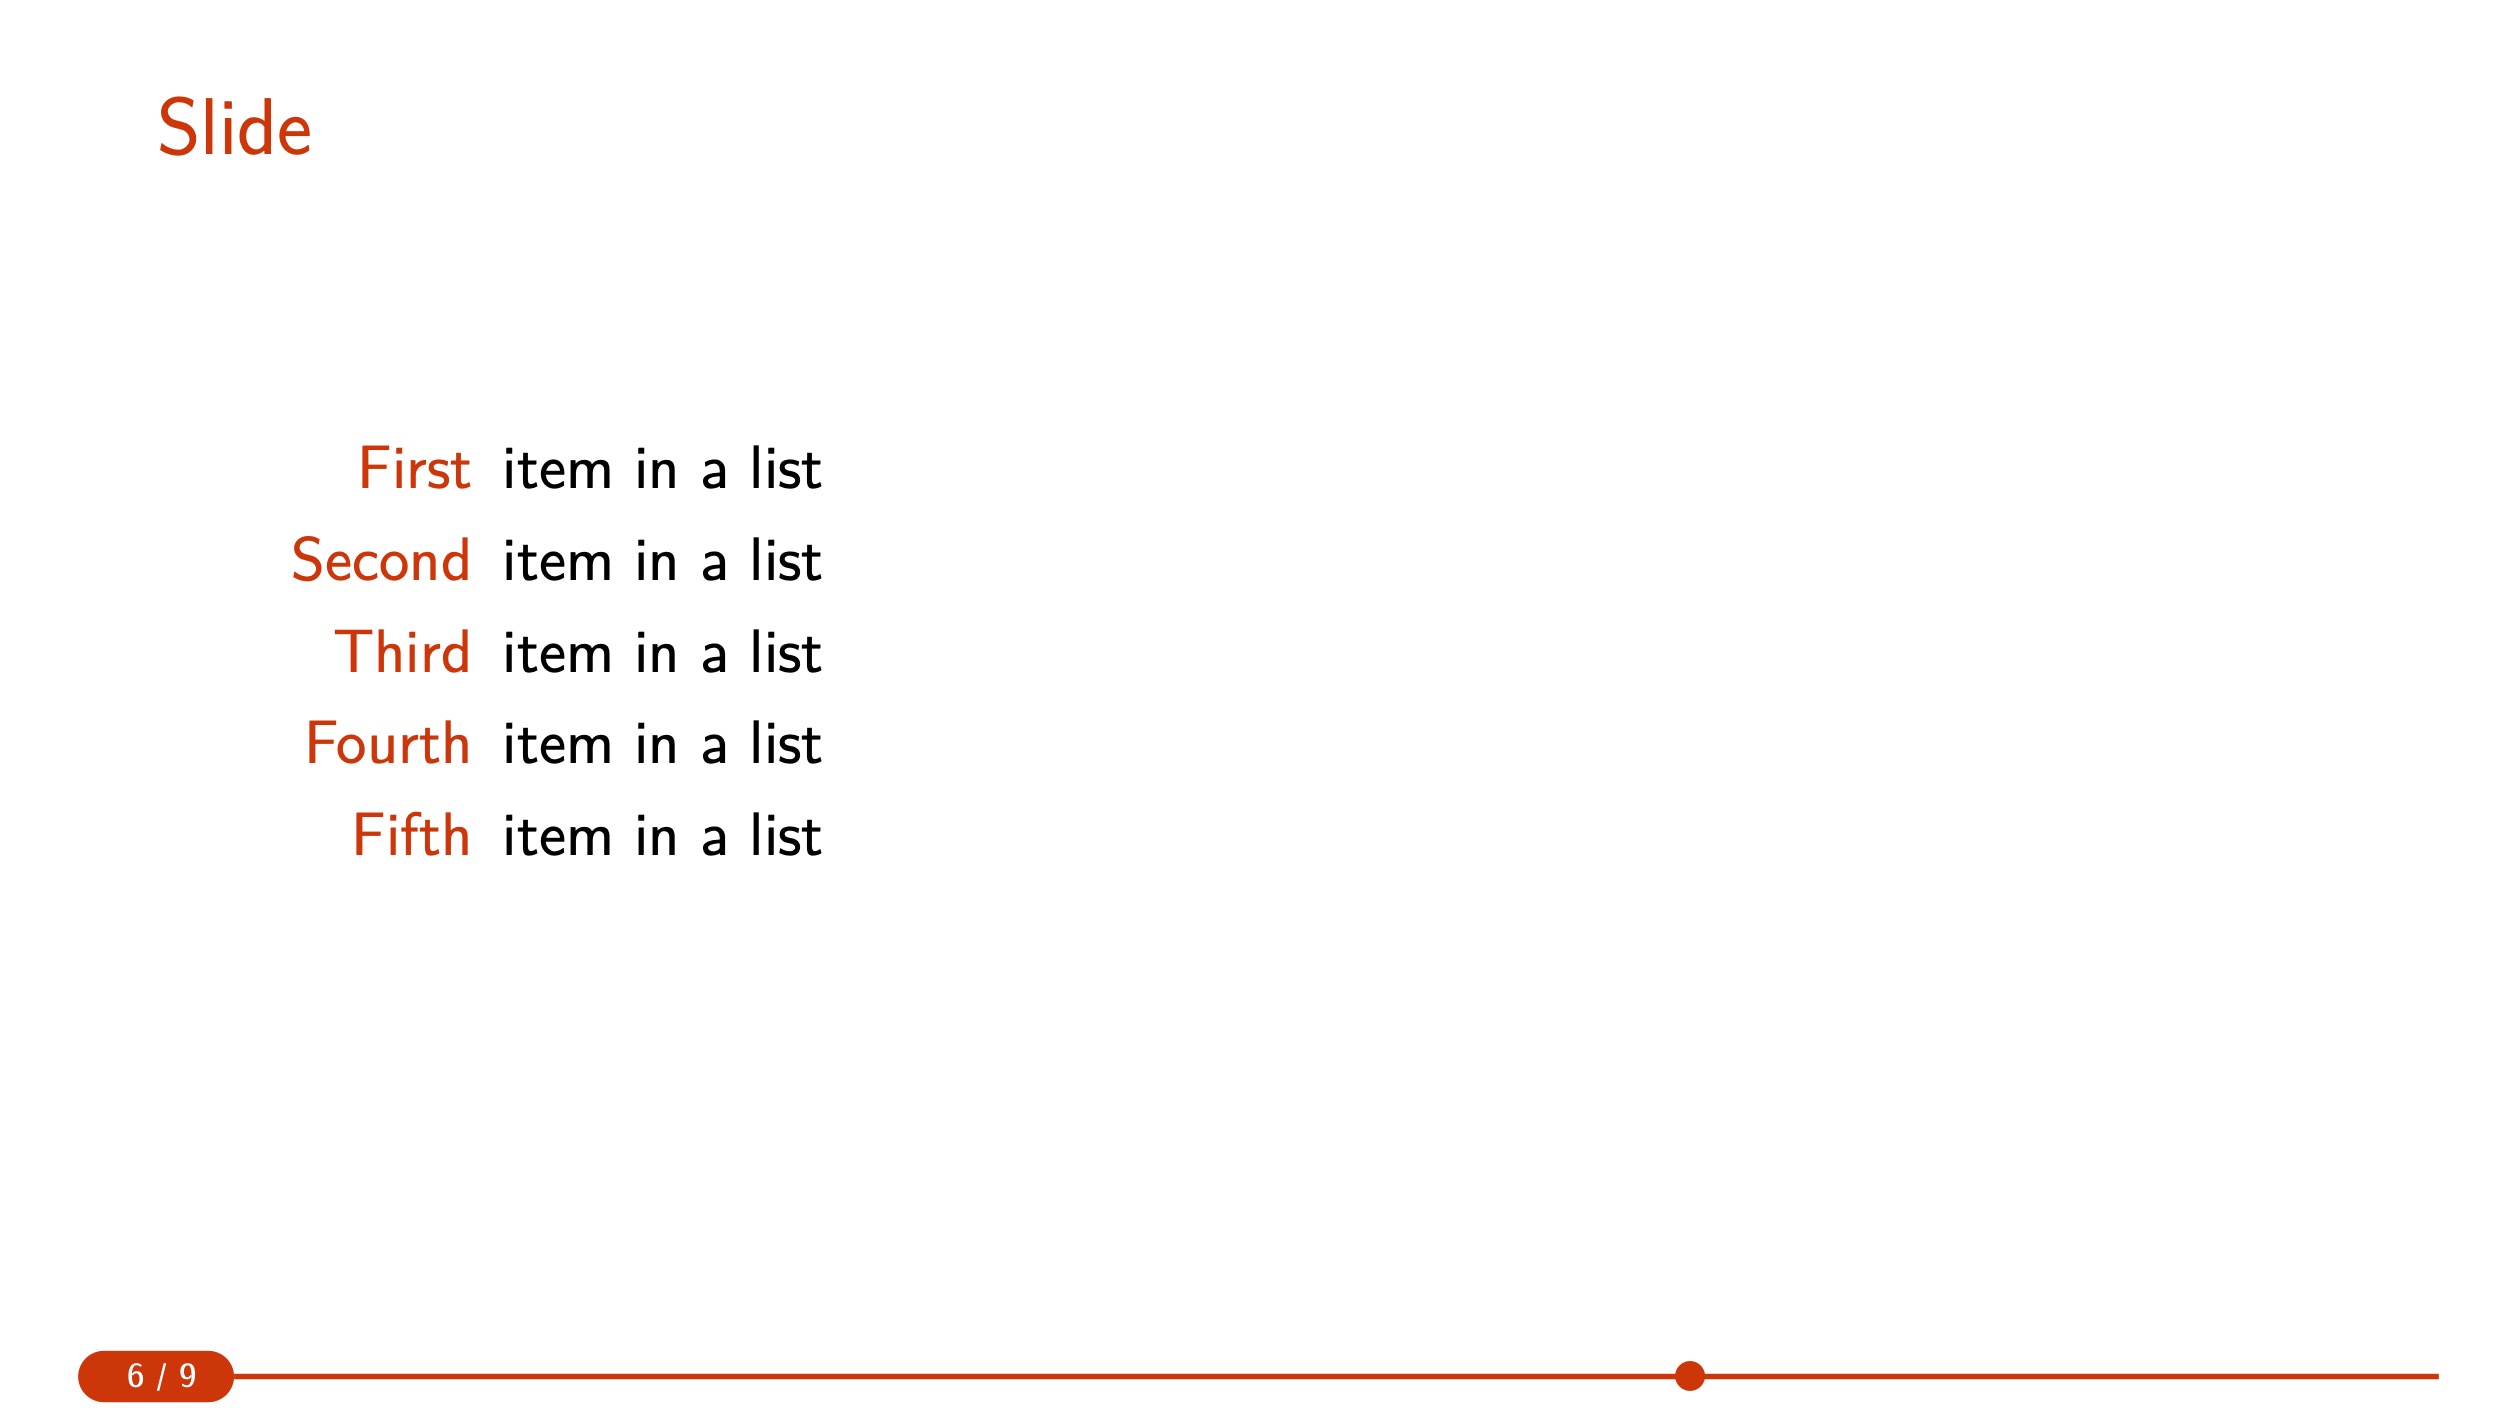 Slide
First item in a list
Second item in a list
Third item in a list
Fourth item in a list
Fifth item in a list
6 / 9